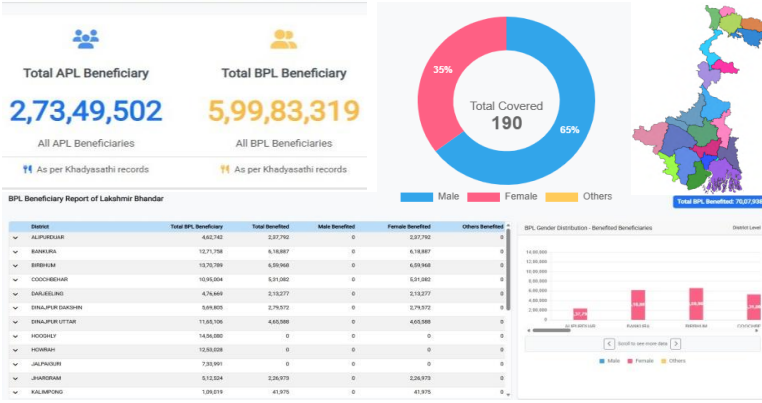 Total APL Beneficiary
2,73,49,502
All APL Beneficiaries
As per Khadyasathi records
Total BPL Beneficiary
5,99,83,319
All BPL Beneficiaries
As per Khadyasathi records
35%
Total Covered
190
65%
Male Female Others
Total BPL Benefited: 70,07,938
BPL Beneficiary Report of Lakshmir Bhandar
District Total BPL Beneficiary Total Benefited Male Benefited Female Benefited Others Benefited
ALIPURDUAR 4,62,742 2,37,792 0 2,37,792 0
BANKURA 12,71,758 6,18,887 0 6,18,887 0
BIRBHUM 13,70,789 6,59,968 0 6,59,968 0
COOCHBEHAR 10,95,004 5,31,082 0 5,31,082 0
DARJEELING 4,76,669 2,13,277 0 2,13,277 0
DINAJPUR DAKSHIN 5,69,805 2,79,572 0 2,79,572 0
DINAJPUR UTTAR 11,65,106 4,65,588 0 4,65,588 0
HOOGHLY 14,56,080 0 0 0 0
HOWRAH 12,53,028 0 0 0 0
JALPAIGURI 7,33,991 0 0 0 0
JHARGRAM 5,12,524 2,26,973 0 2,26,973 0
KALIMPONG 1,09,019 41,975 0 41,975 0
BPL Gender Distribution - Benefited Beneficiaries District Level
14,00,000
12,00,000
10,00,000
8,00,000
6,00,000
4,00,000
2,00,000
0
BANKURA BIRBHUM
Scroll to see more data
Male Female Others